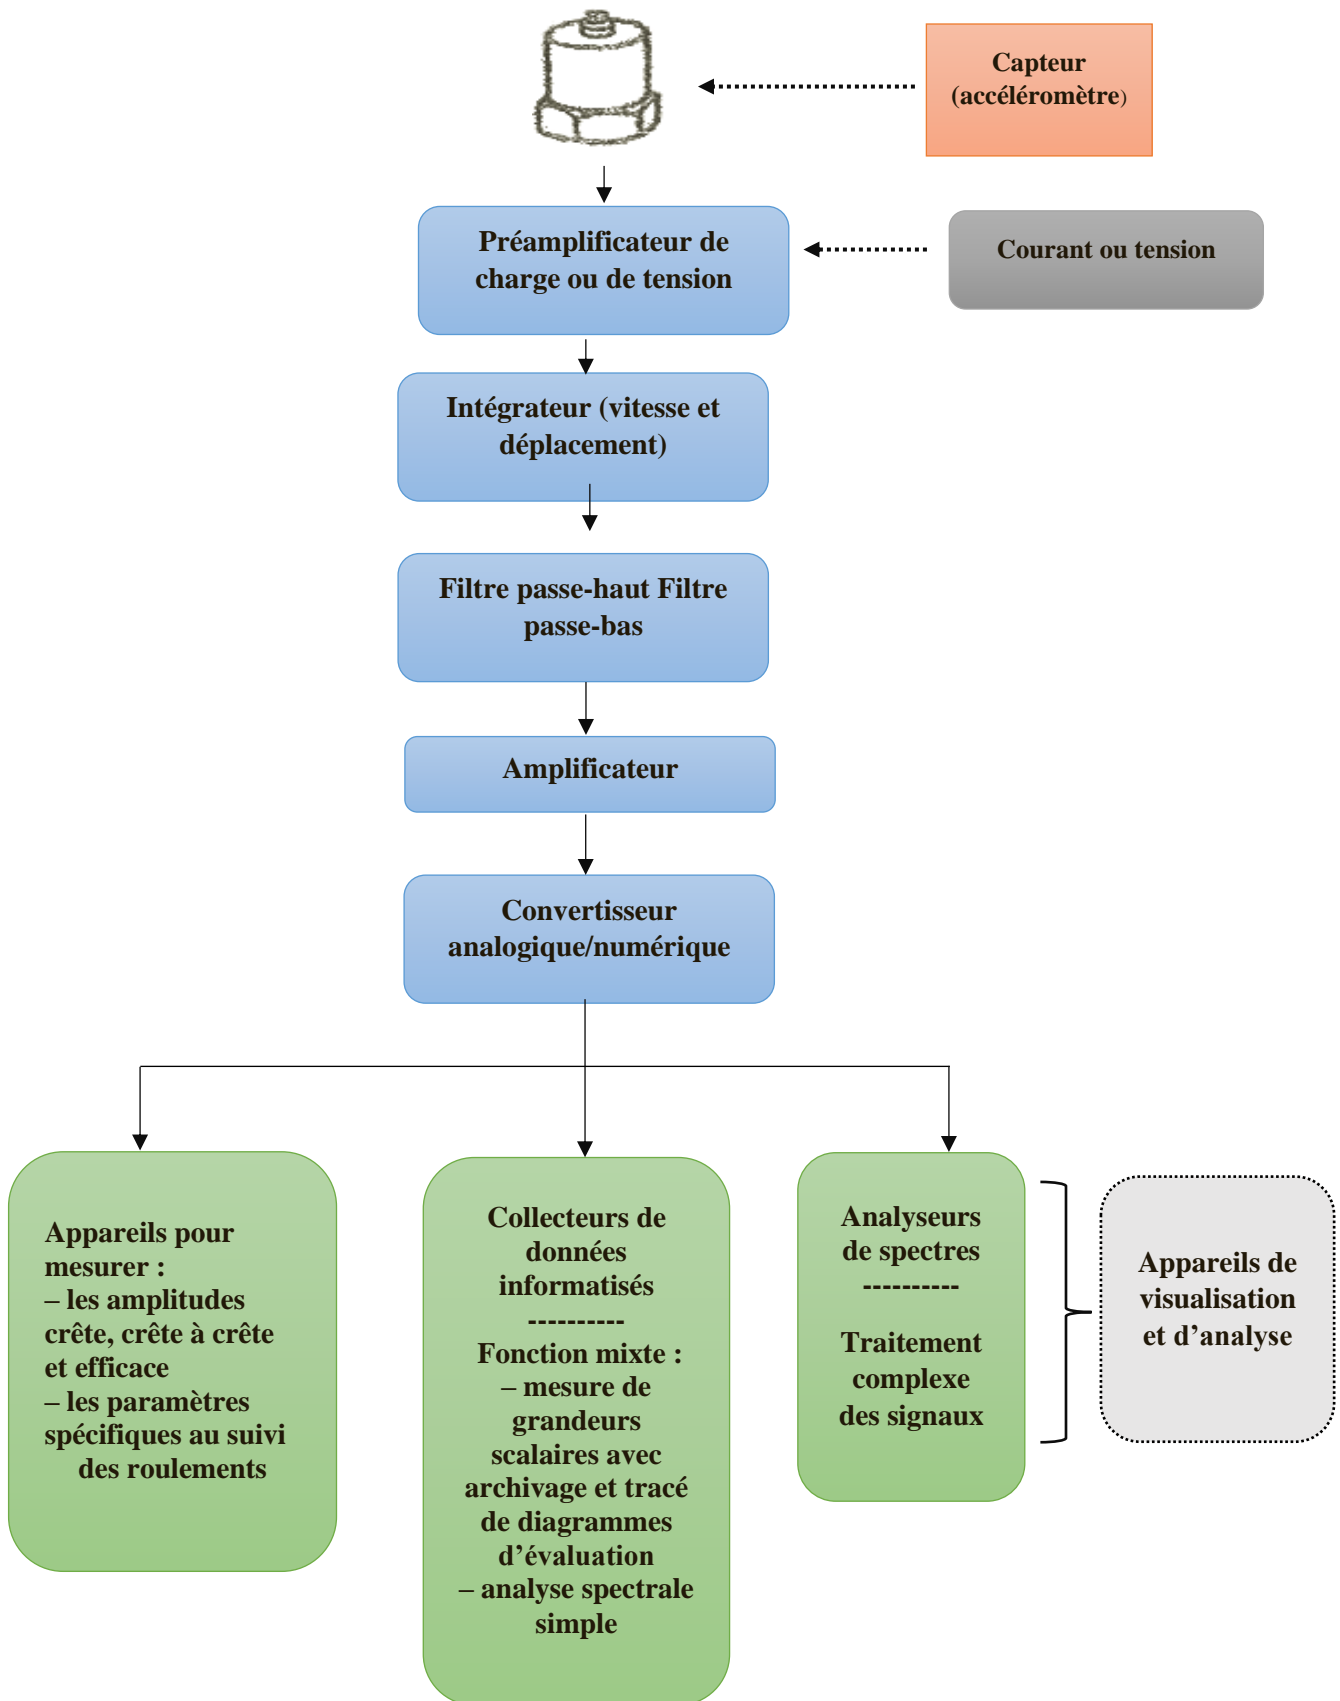 Capteur
(accéléromètre)
Préamplificateur de
charge ou de tension
Courant ou tension
Intégrateur (vitesse et
déplacement)
Filtre passe-haut Filtre
passe-bas
Amplificateur
Convertisseur
analogique/numérique
Appareils pour
mesurer :
– les amplitudes
crête, crête à crête
et efficace
– les paramètres
spécifiques au suivi
des roulements
Collecteurs de
données
informatisés
----------
Fonction mixte :
– mesure de
grandeurs
scalaires avec
archivage et tracé
de diagrammes
d’évaluation
– analyse spectrale
simple
Analyseurs
de spectres
----------
Traitement
complexe
des signaux
Appareils de
visualisation
et d’analyse